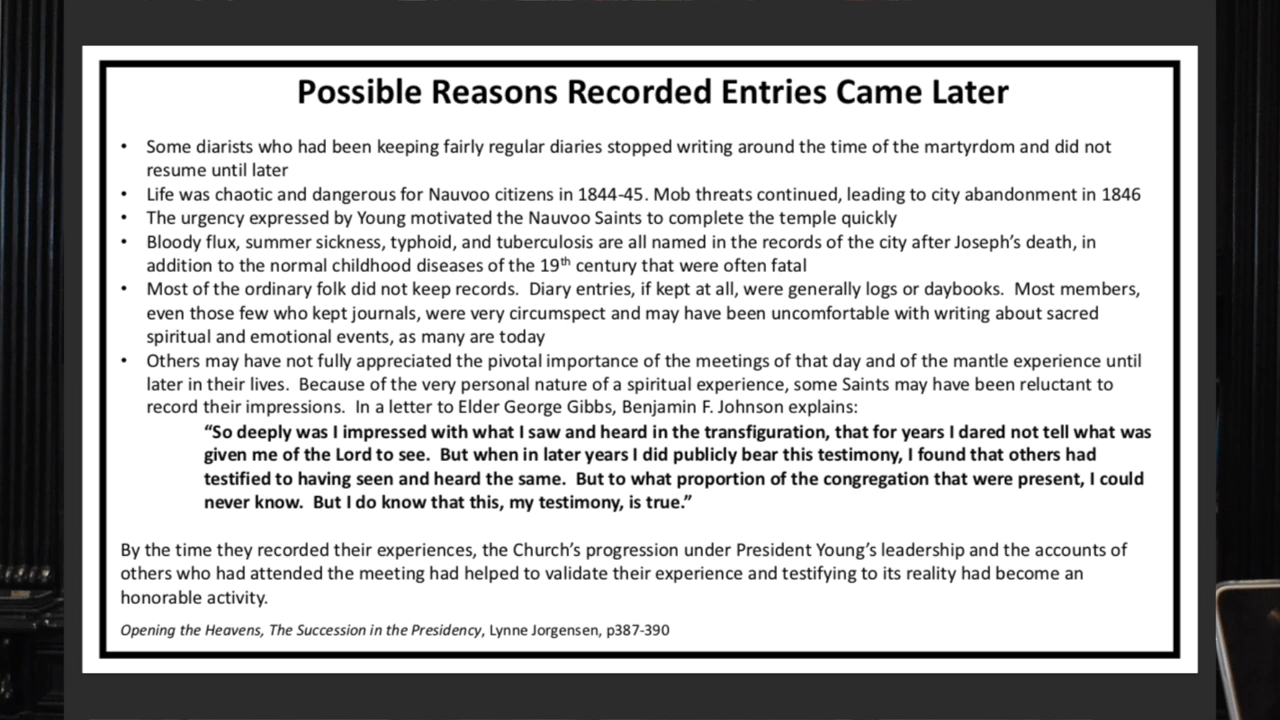 Possible Reasons Recorded Entries Came Later
• Some diarists who had been keeping fairly regular diaries stopped writing around the time of the martyrdom and did not
resume until later
• Life was chaotic and dangerous for Nauvoo citizens in 1844-45. Mob threats continued, leading to city abandonment in 1846
• The urgency expressed by Young motivated the Nauvoo Saints to complete the temple quickly
• Bloody flux, summer sickness, typhoid, and tuberculosis are all named in the records of the city after Joseph's death, in
addition to the normal childhood diseases of the 19th century that were often fatal
• Most of the ordinary folk did not keep records.  Diary entries, if kept at all, were generally logs or daybooks.  Most members,
even those few who kept journals, were very circumspect and may have been uncomfortable with writing about sacred
spiritual and emotional events, as many are today
• Others may have not fully appreciated the pivotal importance of the meetings of that day and of the mantle experience until
later in their lives.  Because of the very personal nature of a spiritual experience, some Saints may have been reluctant to
record their impressions.  In a letter to Elder George Gibbs, Benjamin F. Johnson explains:
“So deeply was I impressed with what I saw and heard in the transfiguration, that for years I dared not tell what was
given me of the Lord to see.  But when in later years I did publicly bear this testimony, I found that others had
testified to having seen and heard the same.  But to what proportion of the congregation that were present, I could
never know.  But I do know that this, my testimony, is true.”
By the time they recorded their experiences, the Church's progression under President Young's leadership and the accounts of
others who had attended the meeting had helped to validate their experience and testifying to its reality had become an
honorable activity.
Opening the Heavens, The Succession in the Presidency, Lynne Jorgensen, p387-390